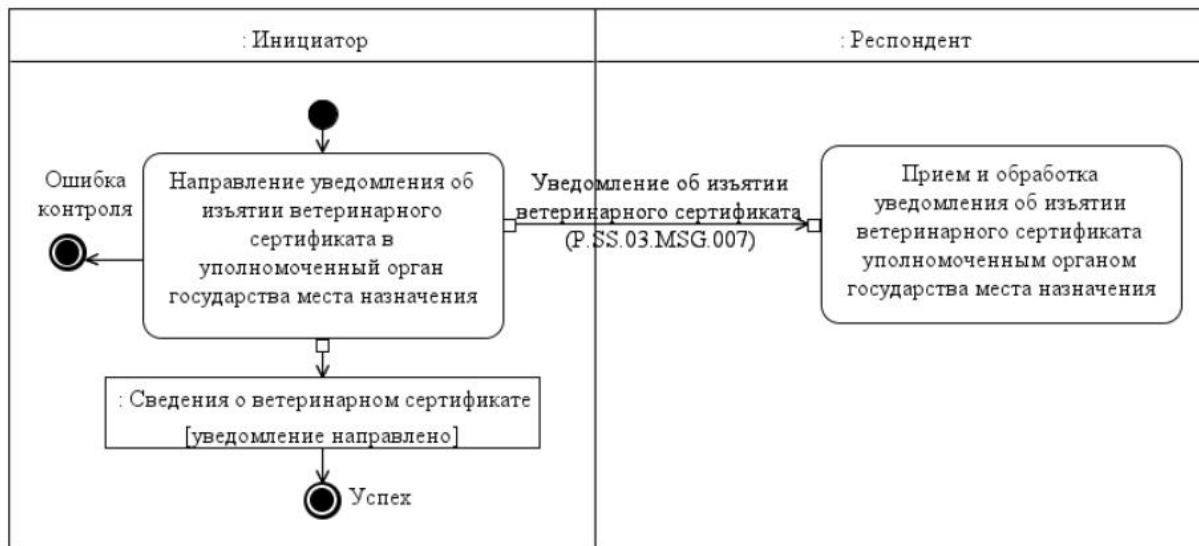 : Инициатор
: Респондент
Ошибка
контроля
Направление уведомления об
изъятии ветеринарного
сертификата в
уполномоченный орган
государства места назначения
Уведомление об изъятии
ветеринарного сертификата
(P.SS.03.MSG.007)
Прием и обработка
уведомления об изъятии
ветеринарного сертификата
уполномоченным органом
государства места назначения
: Сведения о ветеринарном сертификате
[уведомление направлено]
Успех